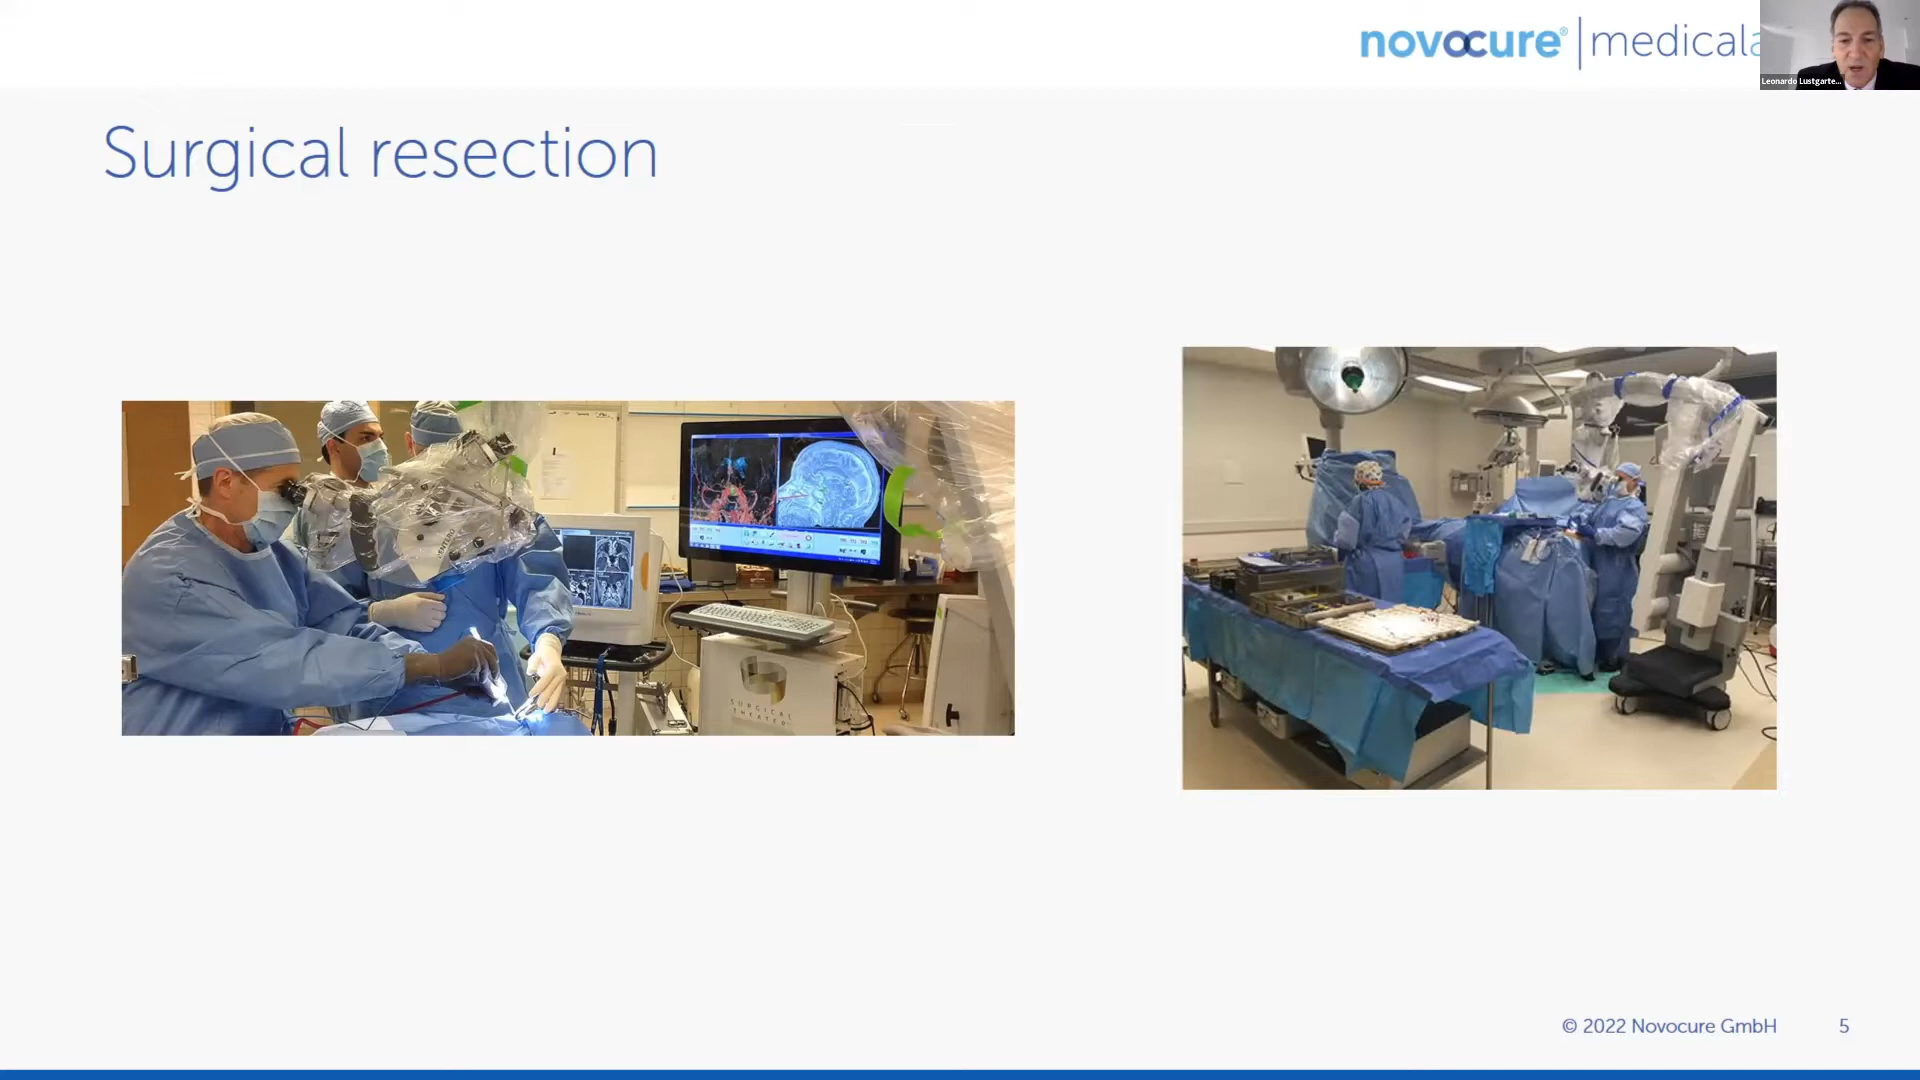 novocure® | medical
Leonardo Lustgarte...
Surgical resection
SURGICAL
THEATER
© 2022 Novocure GmbH
5